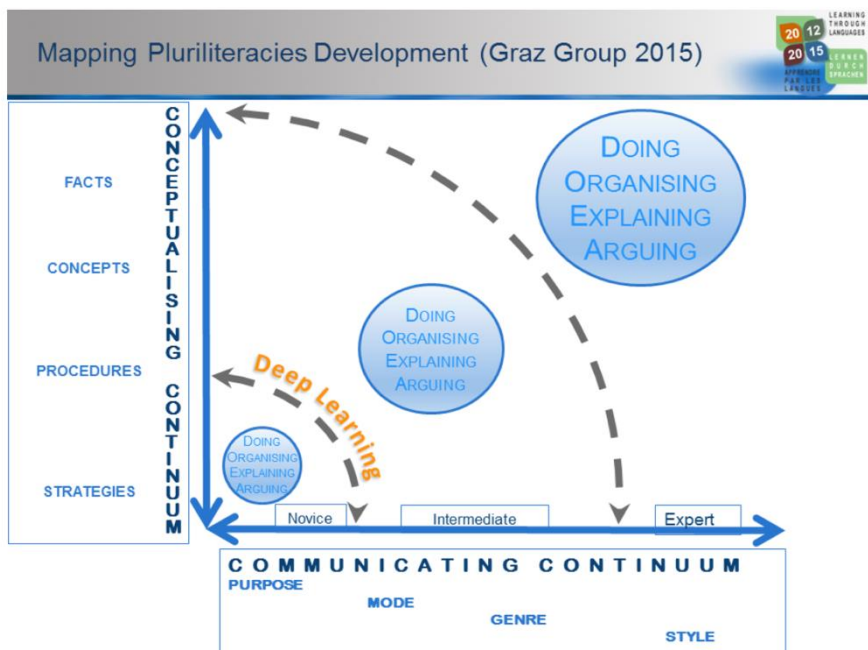 Mapping Pluriliteracies Development (Graz Group 2015)
LEARNING
THROUGH
LANGUAGES
20 12
20 15
LERNEN
DURCH
SPRACHEN
APPRENDRE
PAR LES
LANGUES
CONCEPTUALISING CONTINUUM
FACTS
CONCEPTS
PROCEDURES
STRATEGIES
DOING
ORGANISING
EXPLAINING
ARGUING
DOING
ORGANISING
EXPLAINING
ARGUING
Deep Learning
DOING
ORGANISING
EXPLAINING
ARGUING
Novice
Intermediate
Expert
COMMUNICATING CONTINUUM
PURPOSE
MODE
GENRE
STYLE